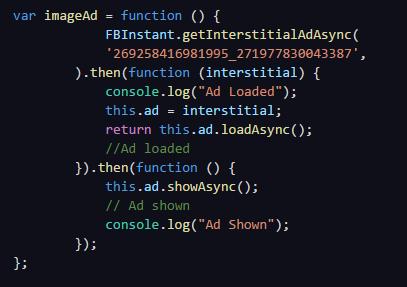 var imageAd = function () {
FBInstant.getInterstitialAdAsync(
'269258416981995_271977830043387',
).then(function (interstitial) {
console.log("Ad Loaded");
this.ad = interstitial;
return this.ad.loadAsync();
//Ad loaded
}).then(function () {
this.ad.showAsync();
// Ad shown
console.log("Ad Shown");
});
};